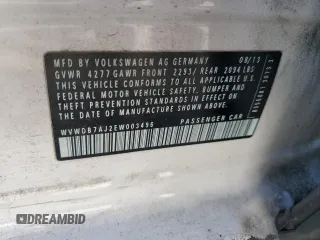 MFD BY VOLKSWAGEN AG GERMANY 08/13
GVWR 4277 GAWR FRONT 2293/ REAR 2094 LBS
THIS VEHICLE CONFORMS TO ALL APPLICABLE
FEDERAL MOTOR VEHICLE SAFETY, BUMPER AND
THEFT PREVENTION STANDARDS IN EFFECT ON THE
DATE OF MANUFACTURE SHOWN ABOVE
WVWDB7AJ2EW003496
PASSENGER CAR
DREAMBID